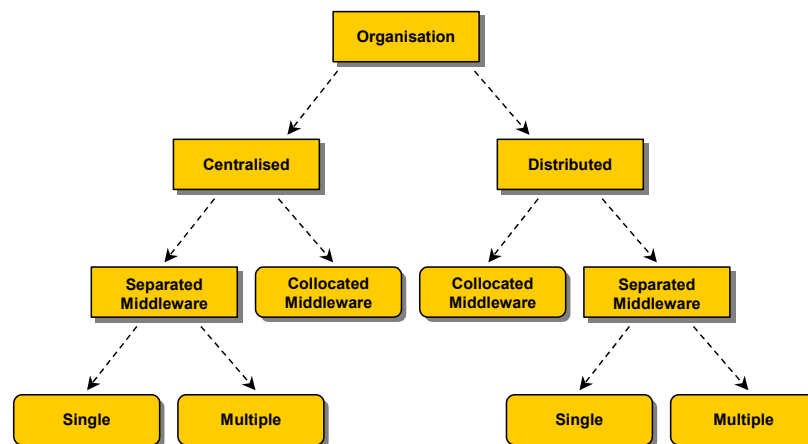 Organisation
Centralised
Distributed
Separated
Middleware
Collocated
Middleware
Collocated
Middleware
Separated
Middleware
Single
Multiple
Single
Multiple